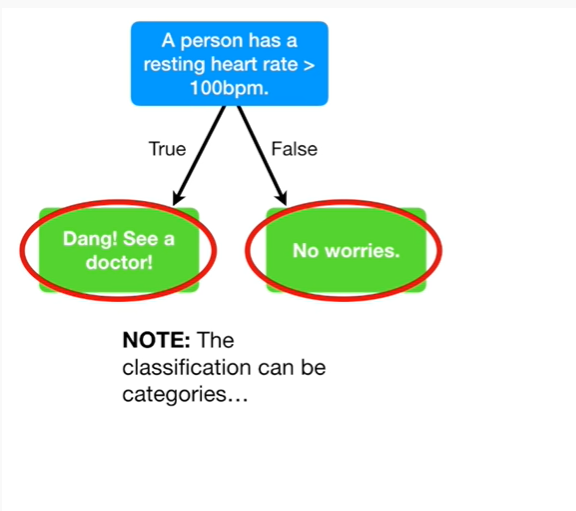 A person has a
resting heart rate >
100bpm.
True
False
Dang! See a
doctor!
No worries.
NOTE: The
classification can be
categories…